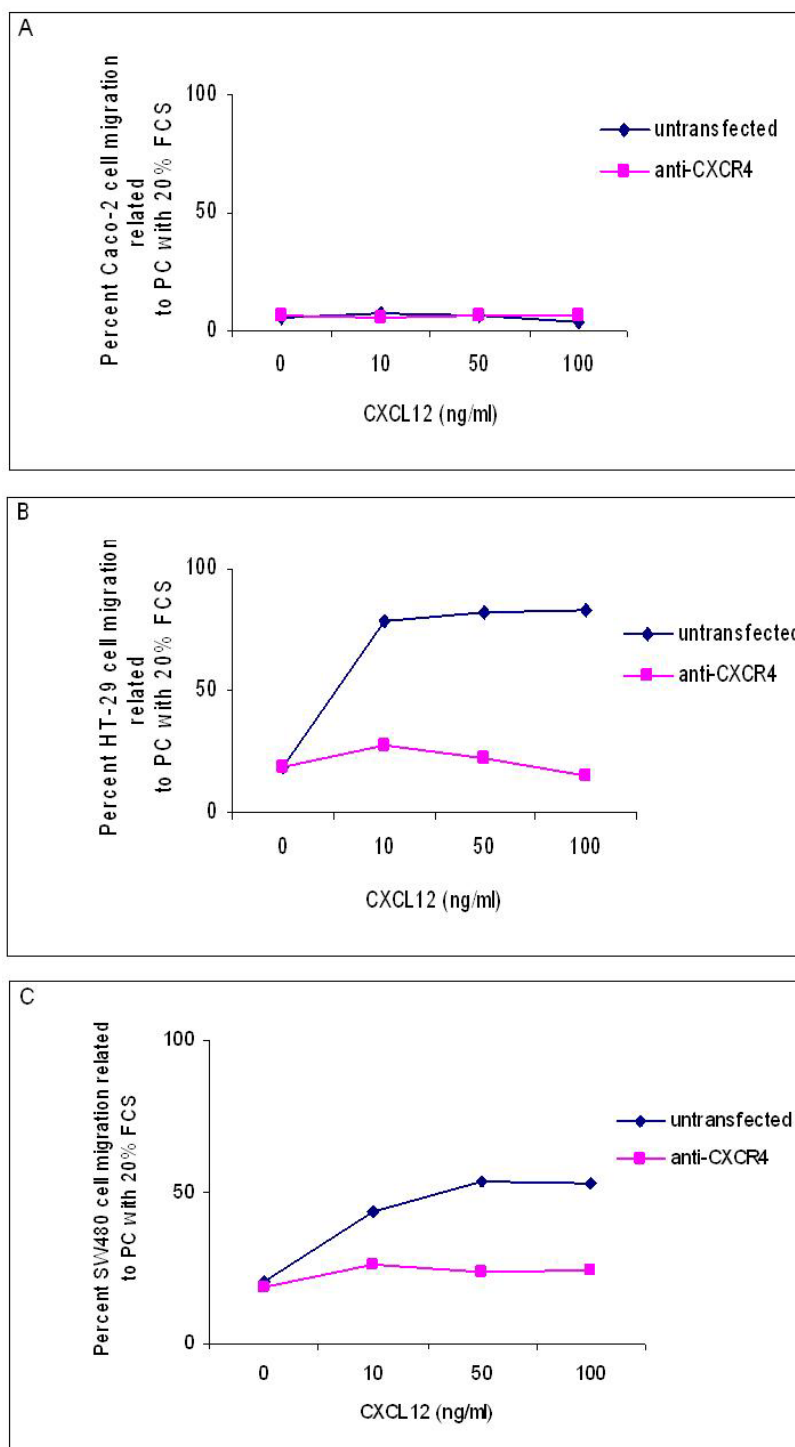 A
Percent Caco-2 cell migration
related
to PC with 20% FCS
100
50
0
0 10 50 100
CXCL12 (ng/ml)
untransfected
anti-CXCR4
B
Percent HT-29 cell migration
related
to PC with 20% FCS
100
50
0
0 10 50 100
CXCL12 (ng/ml)
untransfected
anti-CXCR4
C
Percent SW480 cell migration related
to PC with 20% FCS
100
50
0
0 10 50 100
CXCL12 (ng/ml)
untransfected
anti-CXCR4